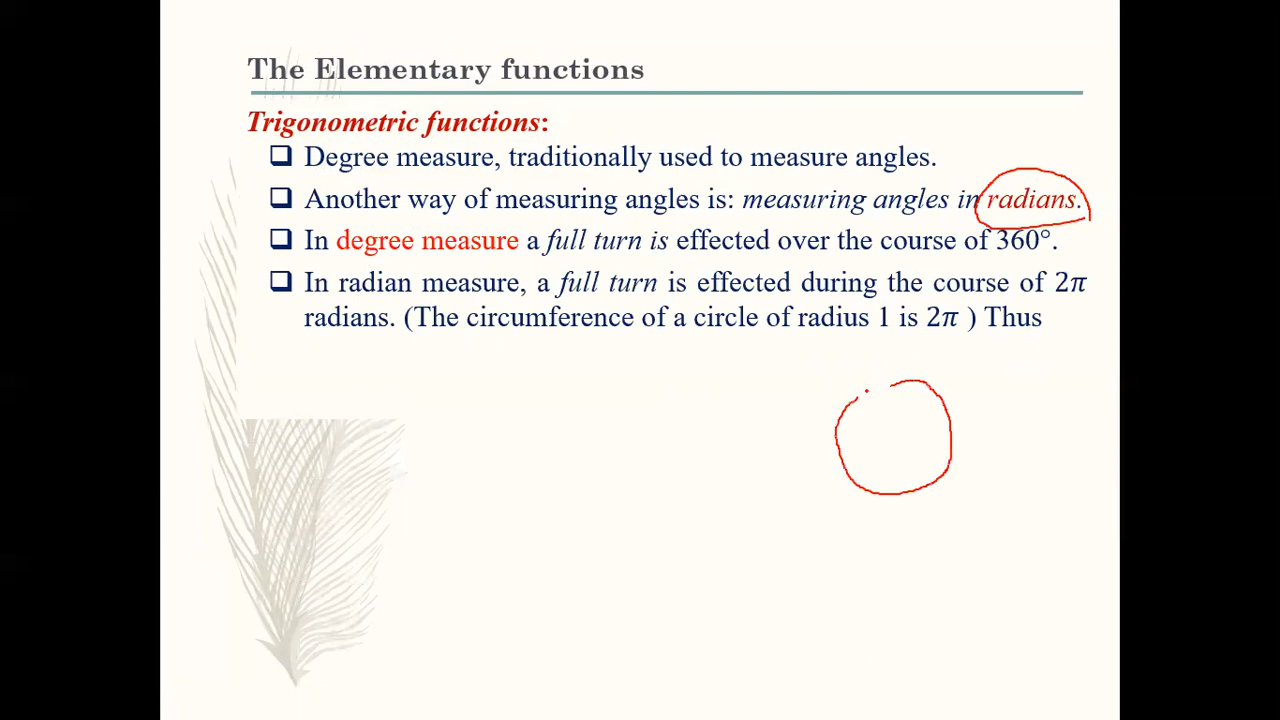 The Elementary functions
Trigonometric functions:
❑ Degree measure, traditionally used to measure angles.
❑ Another way of measuring angles is: measuring angles in radians.
❑ In degree measure a full turn is effected over the course of 360°.
❑ In radian measure, a full turn is effected during the course of 2𝜋
radians. (The circumference of a circle of radius 1 is 2𝜋 ) Thus